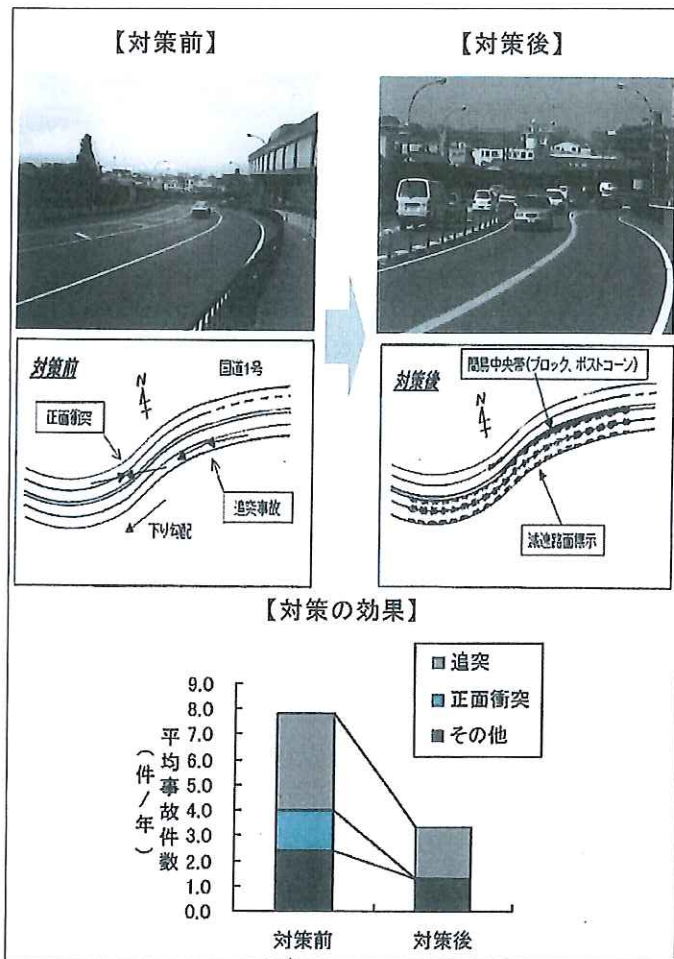 【対策前】
【対策後】
対策前
国道1号
N
正面衝突
追突事故
下り勾配
対策後
簡易中央帯(ブロック、ポストコーン)
N
減速路面標示
【対策の効果】
追突
正面衝突
その他
平均事故件数
(件/年)
9.0
8.0
7.0
6.0
5.0
4.0
3.0
2.0
1.0
0.0
対策前
対策後